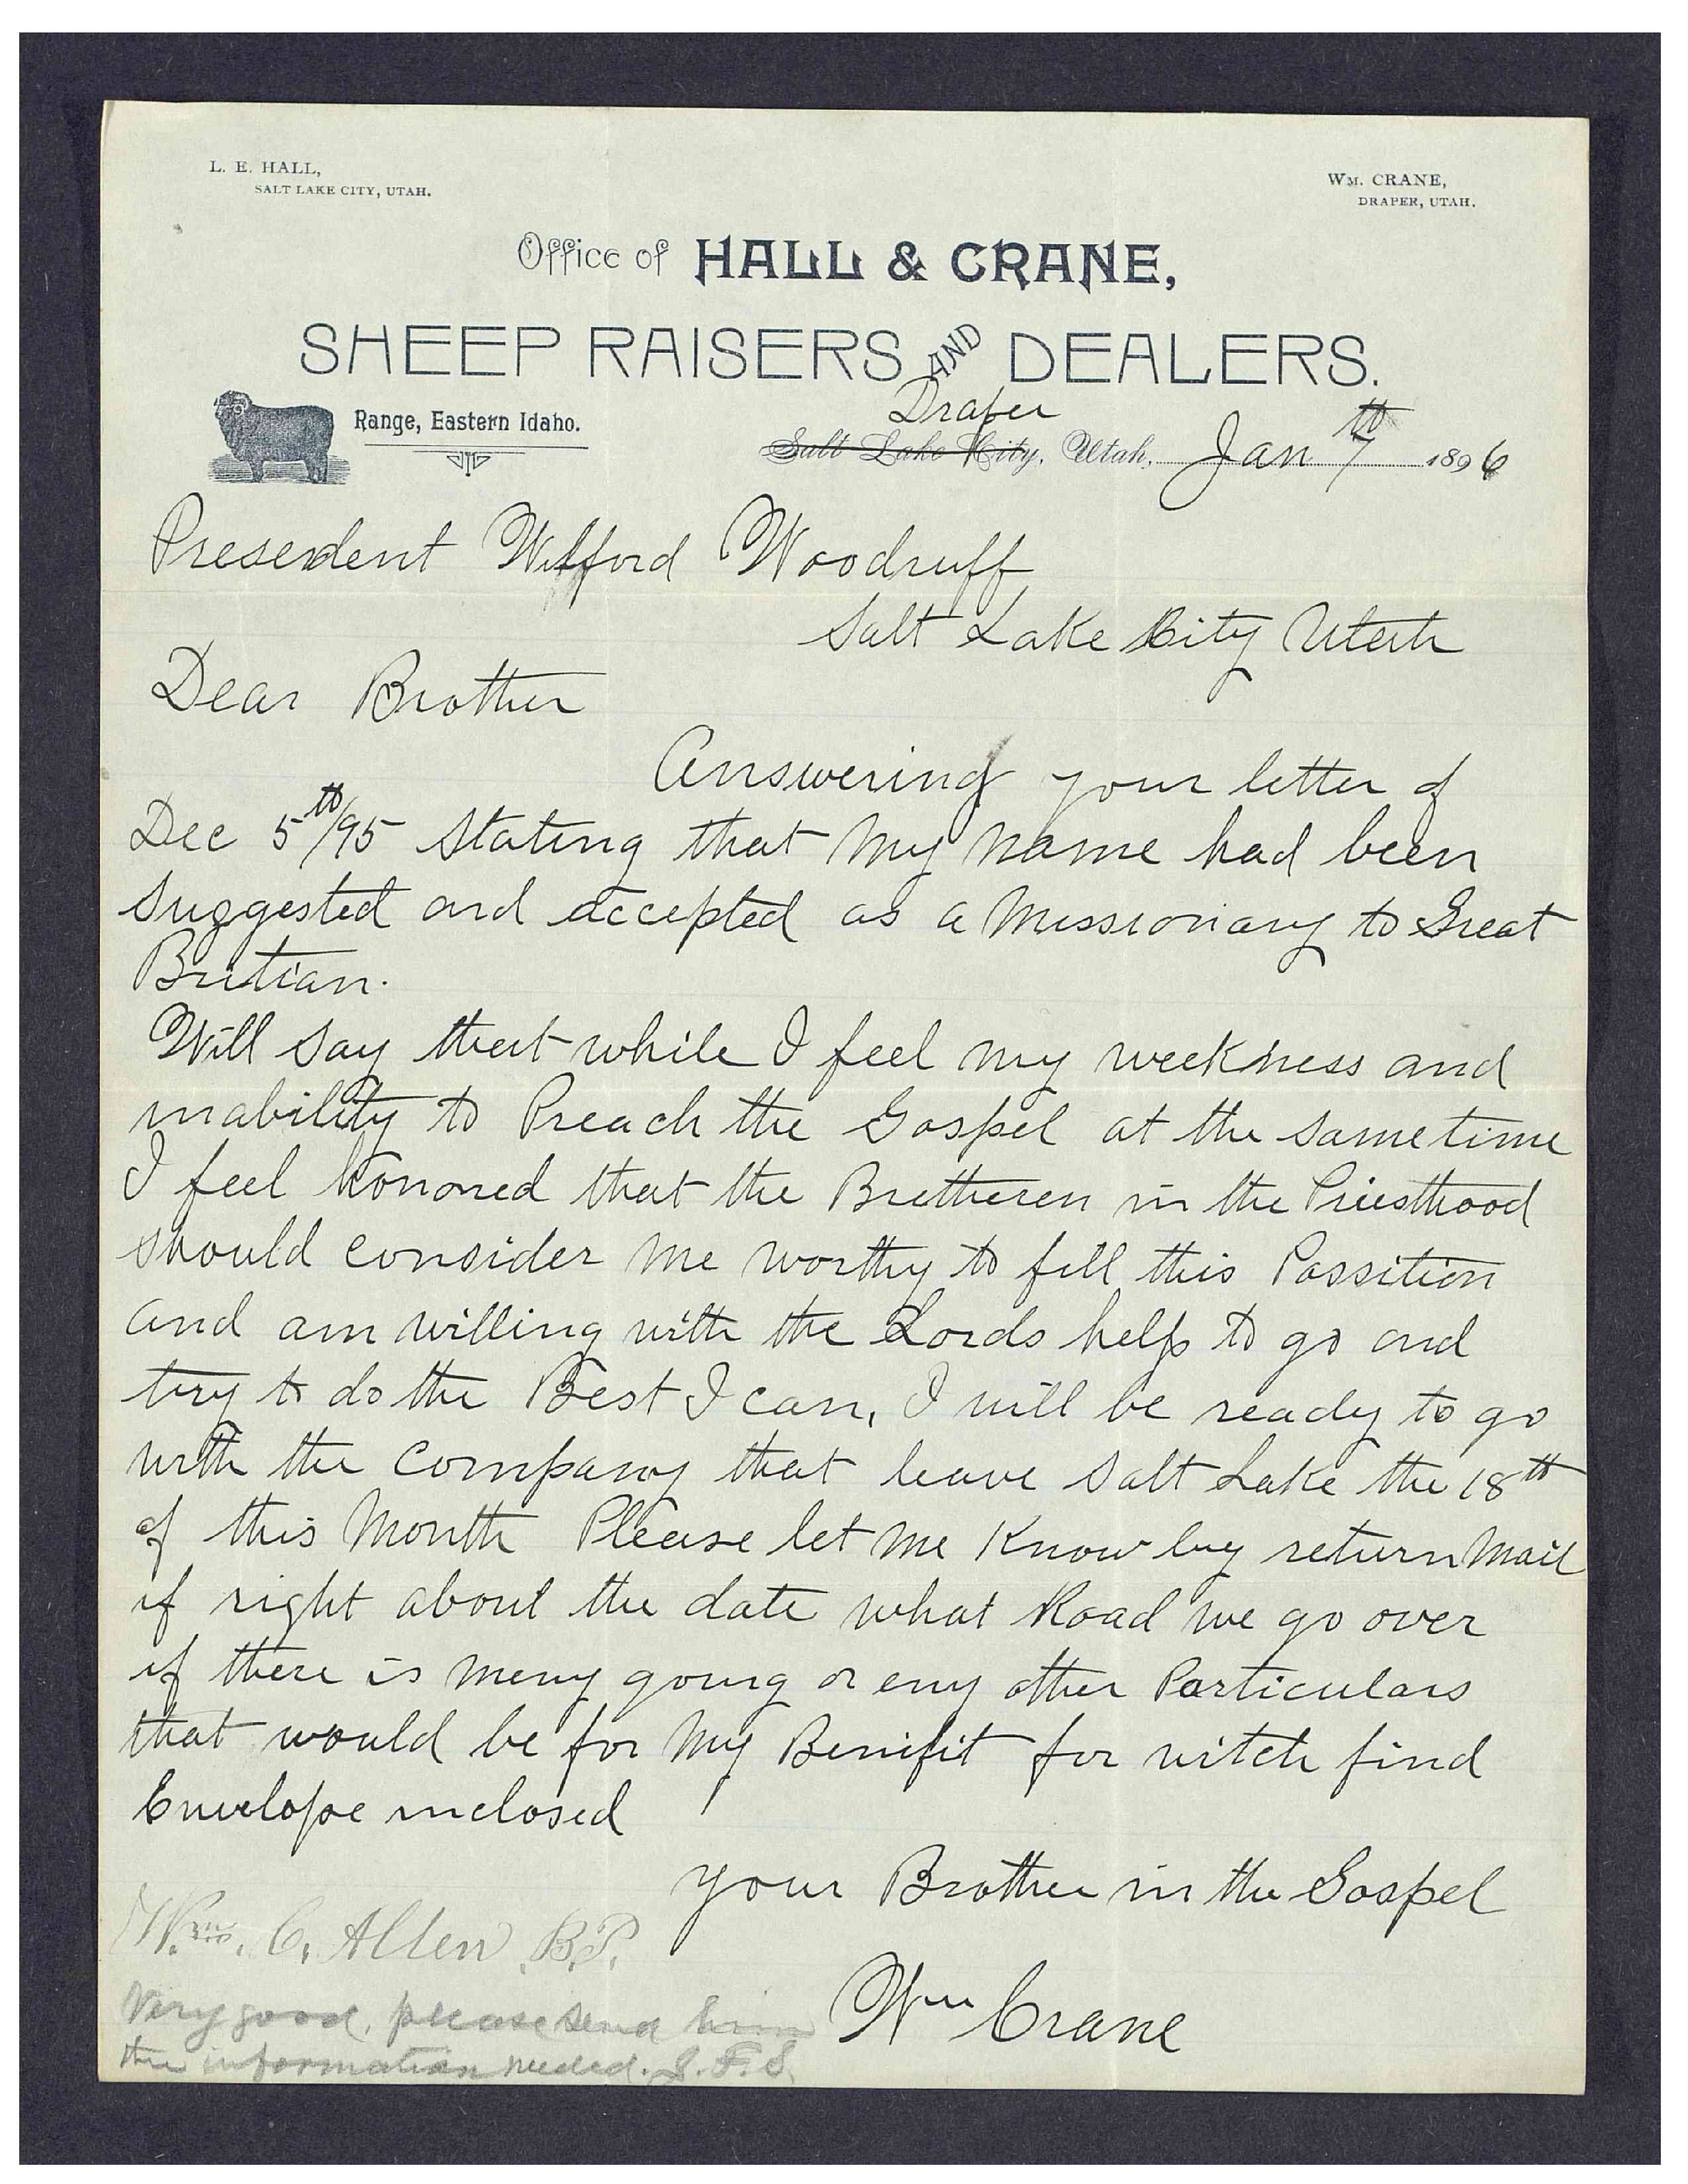 L. E. HALL,
SALT LAKE CITY, UTAH.
WM. CRANE,
DRAPER, UTAH.
Office of HALL & CRANE,
SHEEP RAISERS AND DEALERS.
Range, Eastern Idaho.
Draper
Salt Lake City, Utah, Jan 7th 1896
Presendent Wilford Woodruff
Salt Lake City Utah
Dear Brother
Answering your letter of
Dec 5th/95 Stating that my name had been
suggested and accepted as a Missionary to Great
Britian.
Will say that while I feel my weekness and
inability to Preach the Gospel at the same time
I feel honored that the Bretheren in the Priesthood
should consider me worthy to fill this Possition
and am willing with the Lords help to go and
try to do the Best I can, I will be ready to go
with the company that leave Salt Lake the 18th
of this Month Please let me Know by return Mail
if right about the date what Road we go over
if there is meny going or eny other Particulars
that would be for my Benifit for witch find
Envelope inclosed
your Brother in the Gospel
Wm Crane
Wm. C. Allen B.P.
Very good, please send him
the information needed. J. F. S.